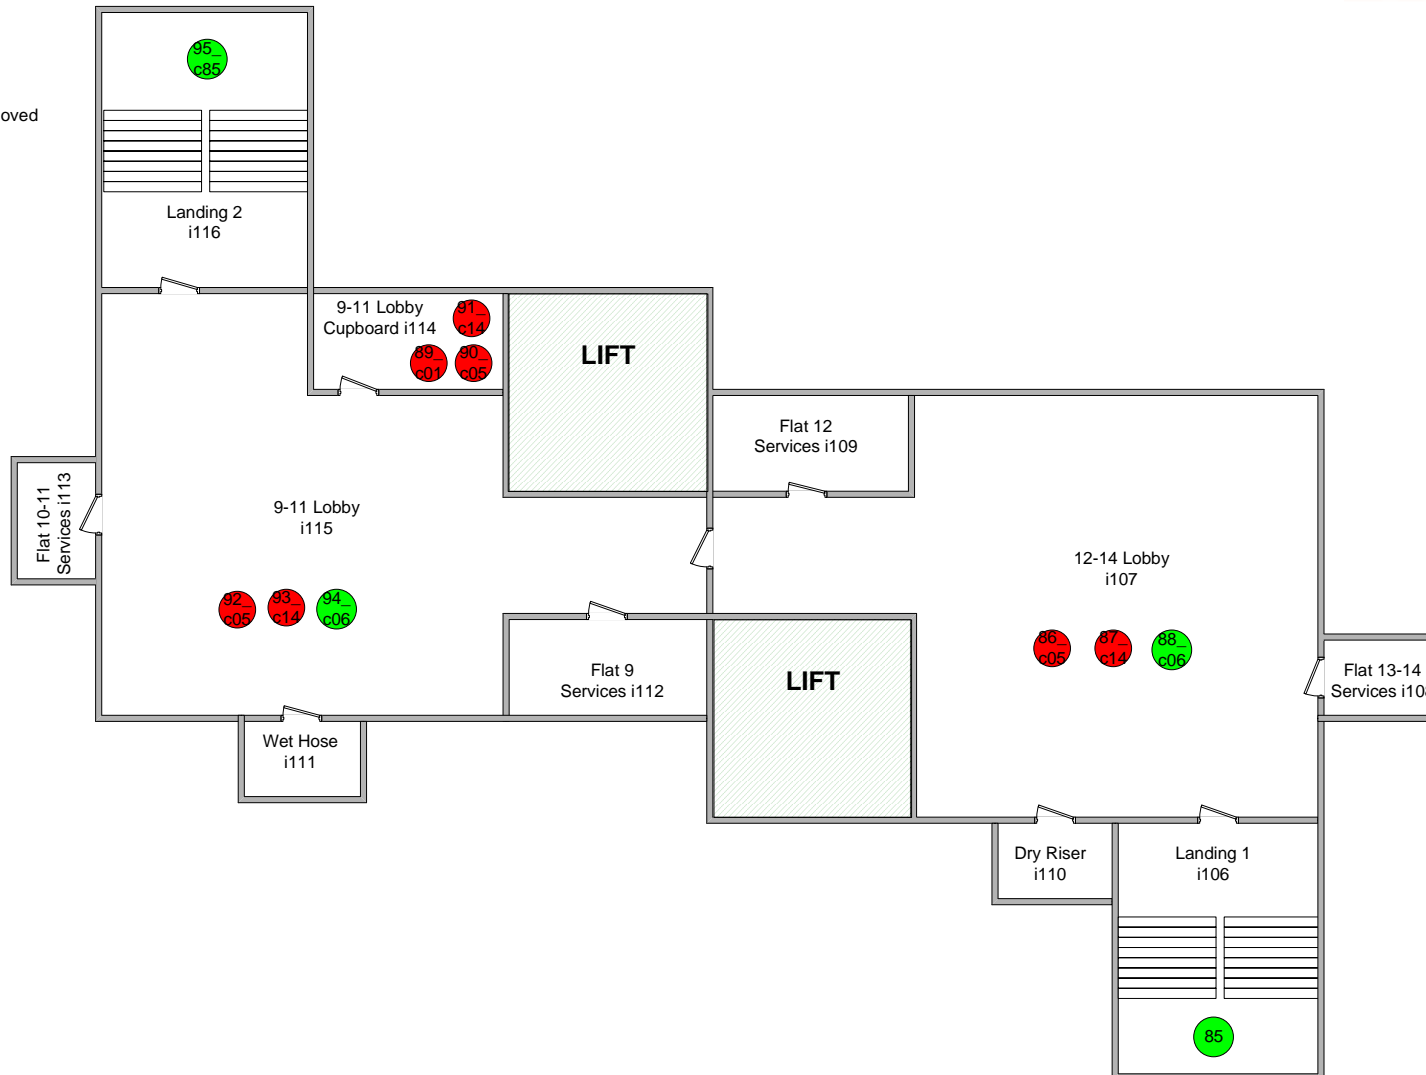 95_
c85
oved
Landing 2
i116
9-11 Lobby
Cupboard i114
91_
c14
89_
c01
90_
c05
LIFT
Flat 12
Services i109
Flat 10-11
Services i113
9-11 Lobby
i115
12-14 Lobby
i107
92_
c05
93_
c14
94_
c06
86_
c05
87_
c14
88_
c06
Flat 9
Services i112
LIFT
Flat 13-14
Services i10
Wet Hose
i111
Dry Riser
i110
Landing 1
i106
85